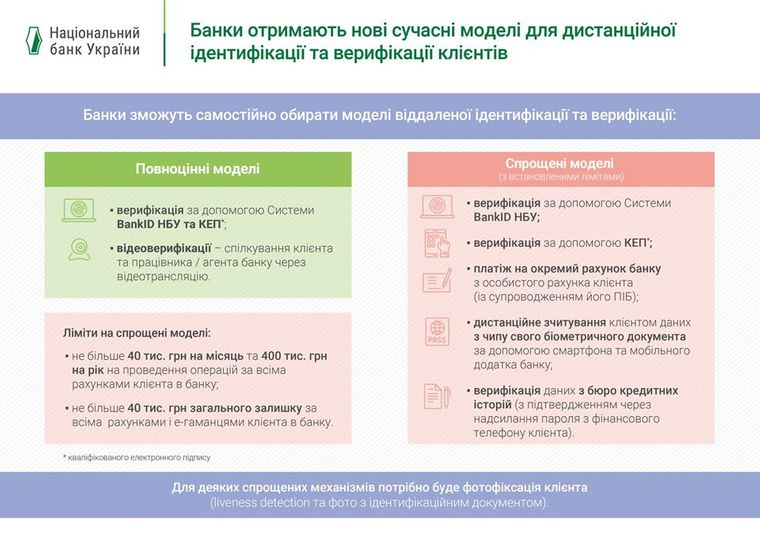 Національний
банк України
Банки отримають нові сучасні моделі для дистанційної
ідентифікації та верифікації клієнтів
Банки зможуть самостійно обирати моделі віддаленої ідентифікації та верифікації:
Повноцінні моделі
▪ верифікація за допомогою Системи
BankID НБУ та КЕП*;
▪ відеоверифікації – спілкування клієнта
та працівника / агента банку через
відеотрансляцію.
Ліміти на спрощені моделі:
▪ не більше 40 тис. грн на місяць та 400 тис. грн
на рік на проведення операцій за всіма
рахунками клієнта в банку;
▪ не більше 40 тис. грн загального залишку за
всіма рахунками і е-гаманцями клієнта в банку.
* кваліфікованого електронного підпису
Спрощені моделі
(з встановленими лімітами)
▪ верифікація за допомогою Системи
BankID НБУ;
▪ верифікація за допомогою КЕП*;
▪ платіж на окремий рахунок банку
з особистого рахунка клієнта
(із супроводженням його ПІБ);
PASS
▪ дистанційне зчитування клієнтом даних
з чипу свого біометричного документа
за допомогою смартфона та мобільного
додатка банку;
▪ верифікація даних з бюро кредитних
історій (з підтвердженням через
надсилання пароля з фінансового
телефону клієнта).
Для деяких спрощених механізмів потрібно буде фотофіксація клієнта
(liveness detection та фото з ідентифікаційним документом).